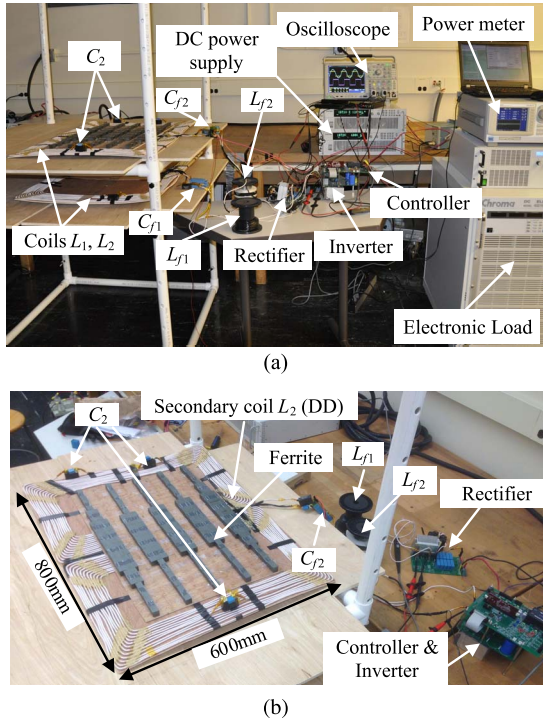 Oscilloscope
Power meter
DC power
supply
C2
Cf2
Lf2
Chroma
Controller
Cf1
Coils L1, L2
Lf1
Rectifier
Inverter
Electronic Load
(a)
C2
Secondary coil L2 (DD)
Ferrite
Lf1
Lf2
Rectifier
Cf2
800mm
600mm
Controller &
Inverter
(b)